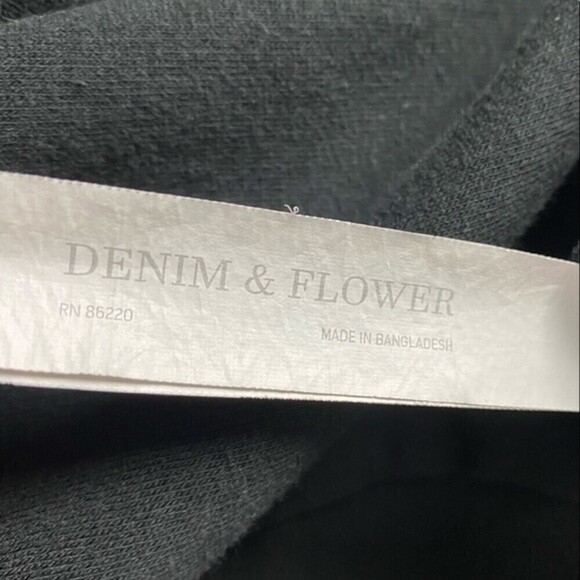 DENIM & FLOWER
RN 86220
MADE IN BANGLADESH